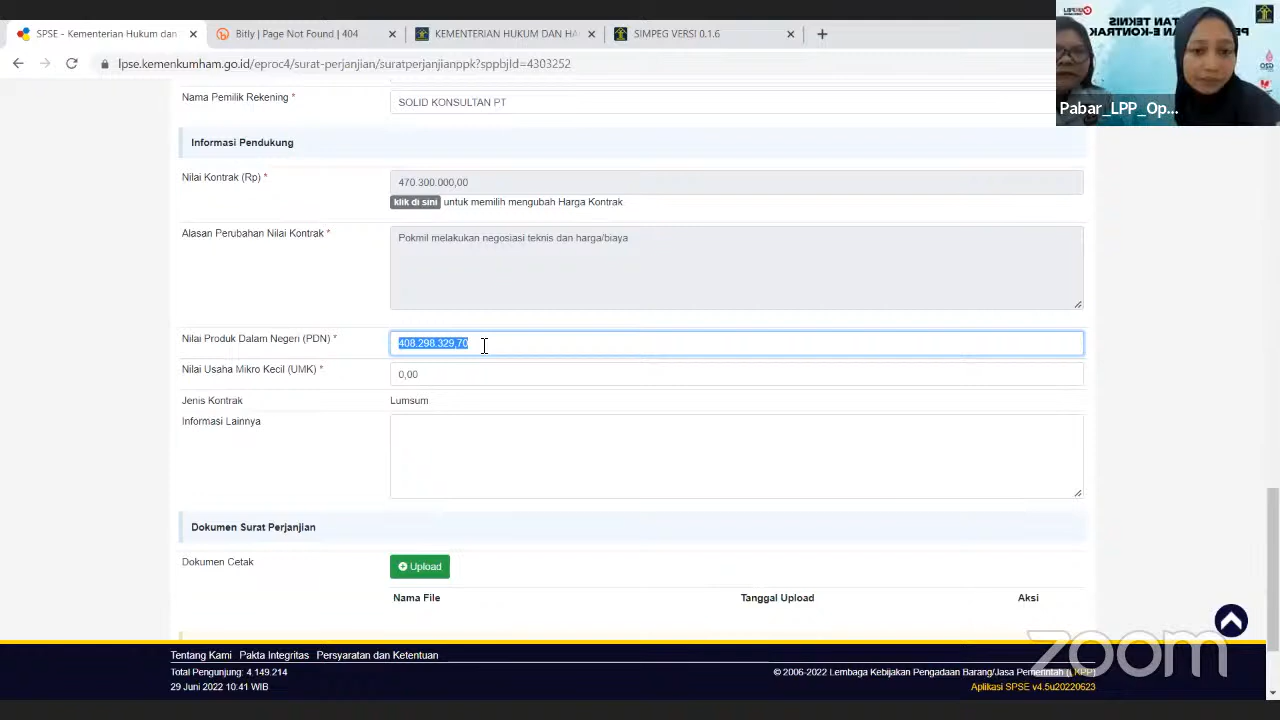 SPSE - Kementerian Hukum dan
Bitly | Page Not Found | 404
KEMENTERIAN HUKUM DAN HA
SIMPEG VERSI 0.1.6
lpse.kemenkumham.go.id/eproc4/surat-perjanjian/suratperjanjianppk?sppbjId=4303252
TAN TEKNIS
AN E-KONTRAK
Pabar_LPP_Op...
Nama Pemilik Rekening *
SOLID KONSULTAN PT
Informasi Pendukung
Nilai Kontrak (Rp) *
470.300.000,00
klik di sini untuk memilih mengubah Harga Kontrak
Alasan Perubahan Nilai Kontrak *
Pokmil melakukan negosiasi teknis dan harga/biaya
Nilai Produk Dalam Negeri (PDN) *
408.298.329,70
Nilai Usaha Mikro Kecil (UMK) *
0,00
Jenis Kontrak
Lumsum
Informasi Lainnya
Dokumen Surat Perjanjian
Dokumen Cetak
Upload
Nama File
Tanggal Upload
Aksi
zoom
Tentang Kami Pakta Integritas Persyaratan dan Ketentuan
Total Pengunjung: 4.149.214
© 2006-2022 Lembaga Kebijakan Pengadaan Barang/Jasa Pemerintah (LKPP)
29 Juni 2022 10:41 WIB
Aplikasi SPSE v4.5u20220623